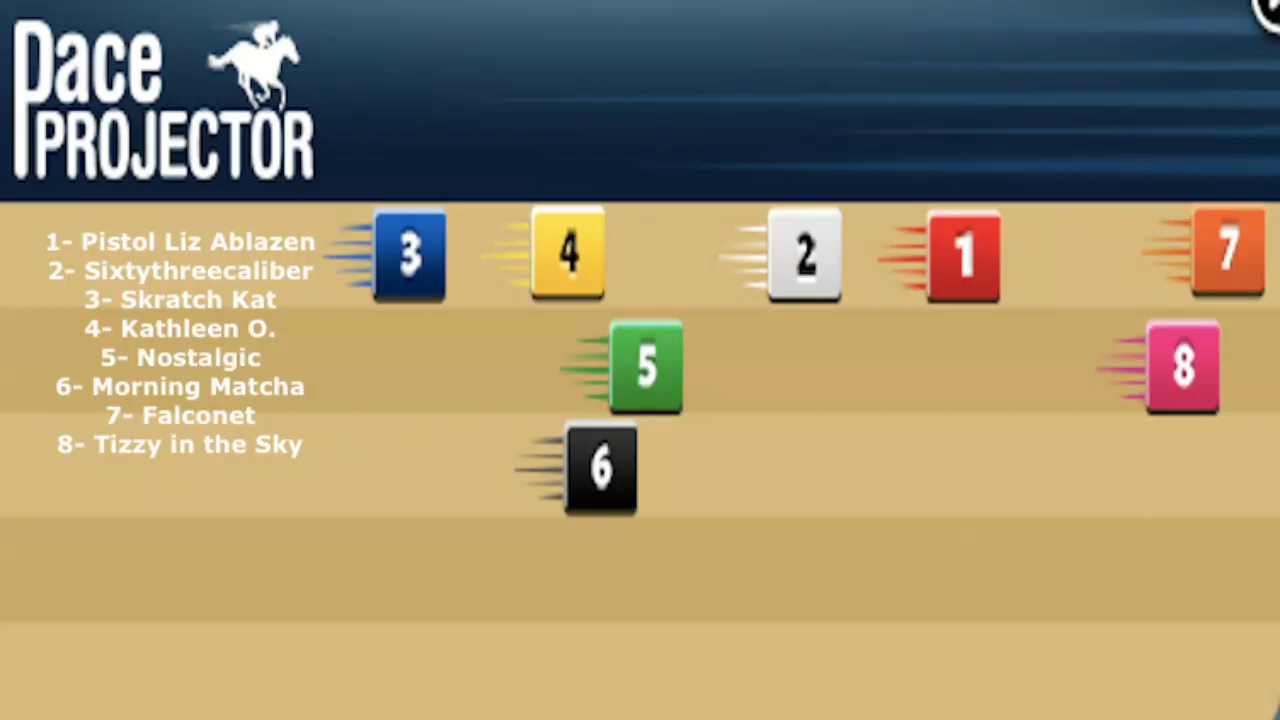 Pace
PROJECTOR
3 4 2 1 7
1- Pistol Liz Ablazen
2- Sixtythreecaliber
3- Skratch Kat
4- Kathleen O.
5- Nostalgic
6- Morning Matcha
7- Falconet
8- Tizzy in the Sky
5 8
6